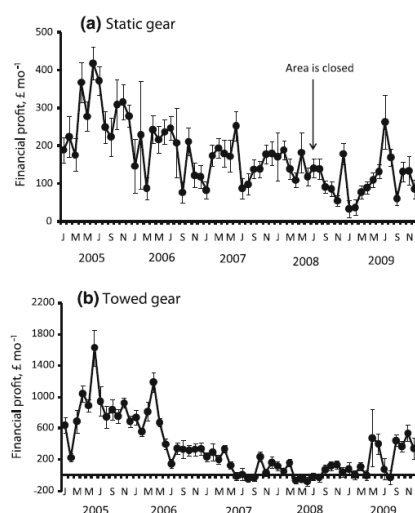 (a) Static gear
Financial profit, £ mo⁻¹
500
400
300
200
100
0
Area is closed
J M M J S N J M M J S N J M M J S N J M M J S N J M M J S N
2005 2006 2007 2008 2009
(b) Towed gear
Financial profit, £ mo⁻¹
2200
1800
1400
1000
600
200
-200
J M M J S N J M M J S N J M M J S N J M M J S N J M M J S N
2005 2006 2007 2008 2009